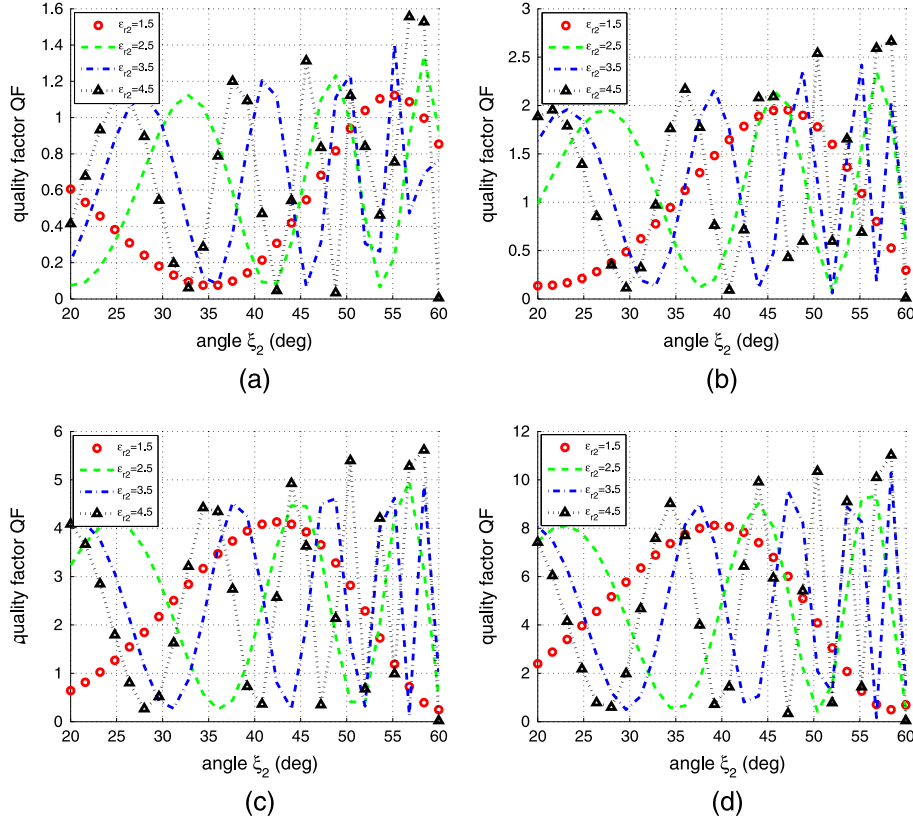 1.6
1.4
1.2
1
0.8
0.6
0.4
0.2
0
quality factor QF
εr2=1.5
εr2=2.5
εr2=3.5
εr2=4.5
20 25 30 35 40 45 50 55 60
angle ξ2 (deg)
(a)
3
2.5
2
1.5
1
0.5
0
quality factor QF
εr2=1.5
εr2=2.5
εr2=3.5
εr2=4.5
20 25 30 35 40 45 50 55 60
angle ξ2 (deg)
(b)
6
5
4
3
2
1
0
quality factor QF
εr2=1.5
εr2=2.5
εr2=3.5
εr2=4.5
20 25 30 35 40 45 50 55 60
angle ξ2 (deg)
(c)
12
10
8
6
4
2
0
quality factor QF
εr2=1.5
εr2=2.5
εr2=3.5
εr2=4.5
20 25 30 35 40 45 50 55 60
angle ξ2 (deg)
(d)